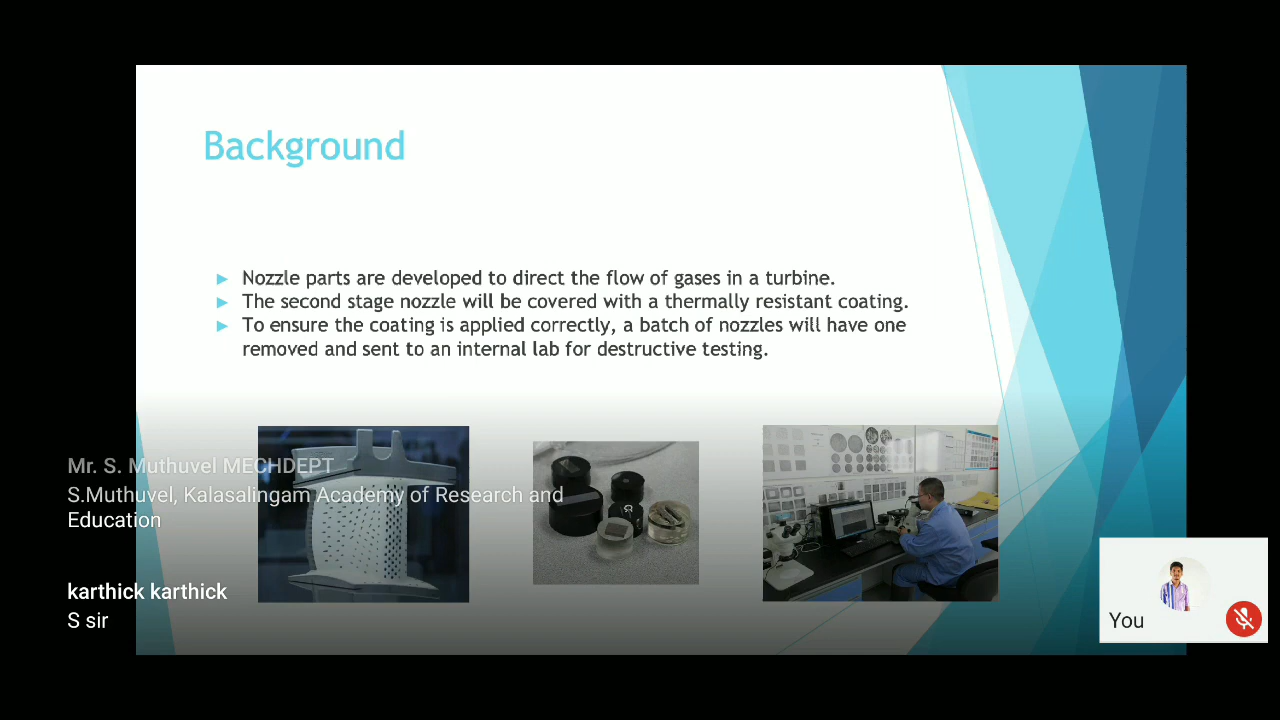 Background
Nozzle parts are developed to direct the flow of gases in a turbine.
The second stage nozzle will be covered with a thermally resistant coating.
To ensure the coating is applied correctly, a batch of nozzles will have one
removed and sent to an internal lab for destructive testing.
Mr. S. Muthuvel MECHDEPT
S.Muthuvel, Kalasalingam Academy of Research and
Education
karthick karthick
S sir
You